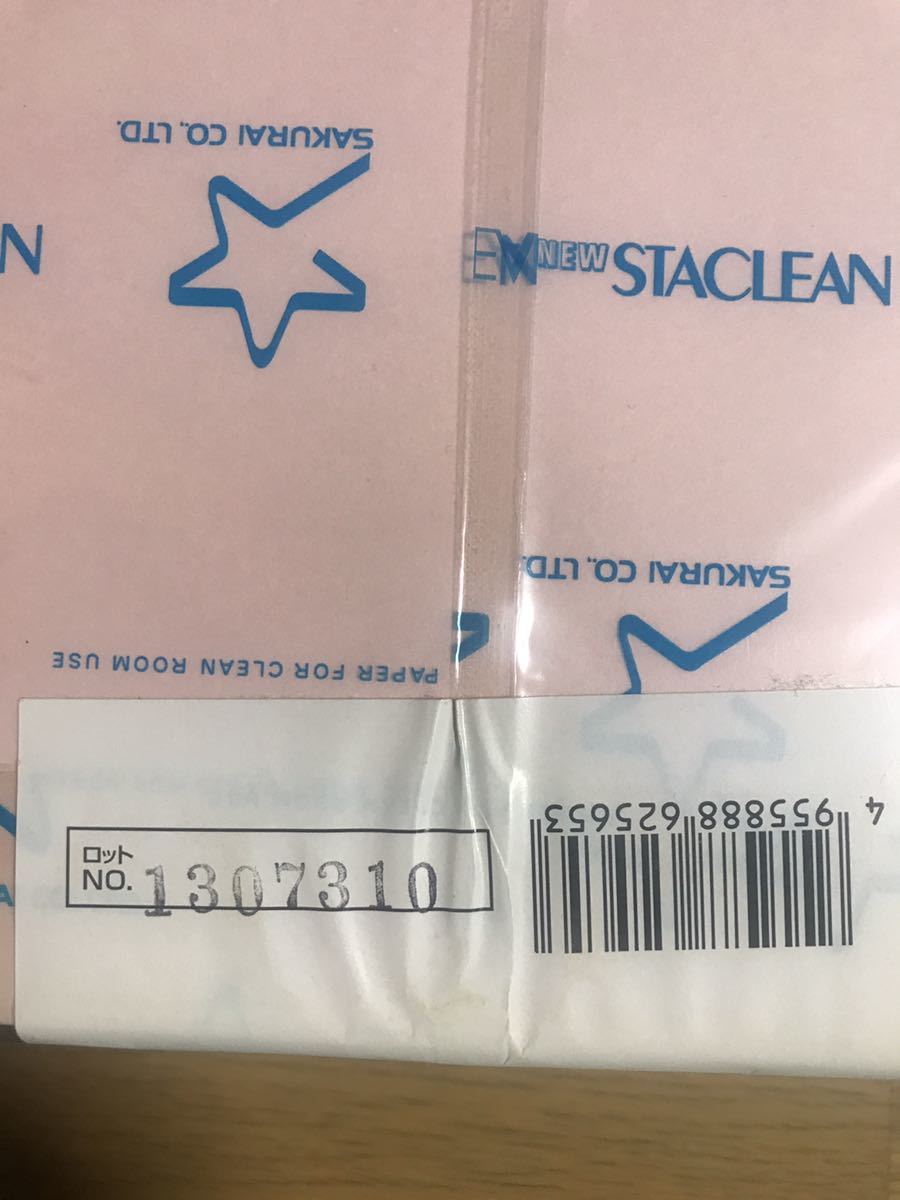 SAKURAI CO., LTD.
N
NEW STACLEAN
SAKURAI CO., LTD.
PAPER FOR CLEAN ROOM USE
4 955888 625653
ロット
NO. 1307310